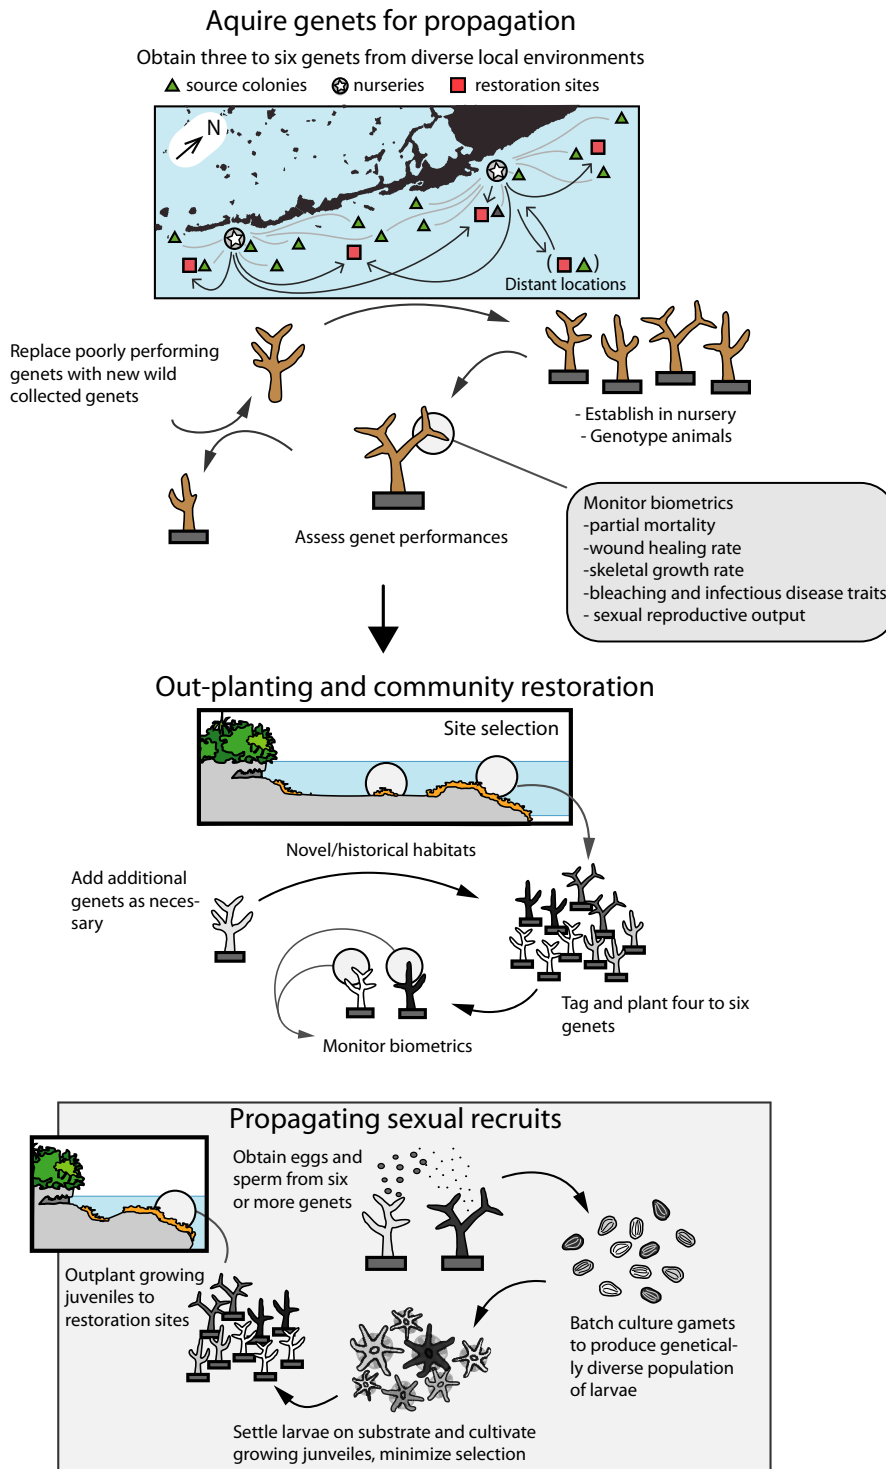 Aquire genets for propagation
Obtain three to six genets from diverse local environments
source colonies nurseries restoration sites
N
( )
Distant locations
Replace poorly performing
genets with new wild
collected genets
- Establish in nursery
- Genotype animals
Assess genet performances
Monitor biometrics
-partial mortality
-wound healing rate
-skeletal growth rate
-bleaching and infectious disease traits
- sexual reproductive output
Out-planting and community restoration
Site selection
Novel/historical habitats
Add additional
genets as neces-
sary
Tag and plant four to six
genets
Monitor biometrics
Propagating sexual recruits
Obtain eggs and
sperm from six
or more genets
Outplant growing
juveniles to
restoration sites
Batch culture gamets
to produce genetical-
ly diverse population
of larvae
Settle larvae on substrate and cultivate
growing junveiles, minimize selection